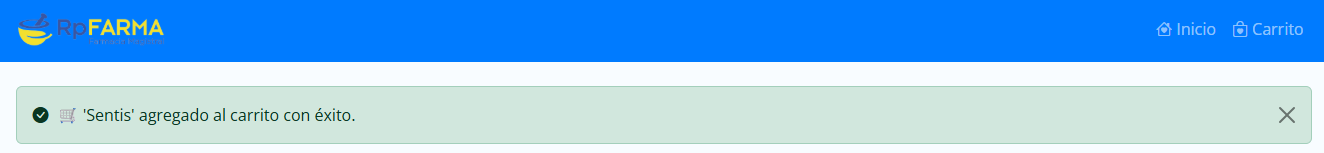 RpFARMA
Inicio
Carrito
'Sentis' agregado al carrito con éxito.